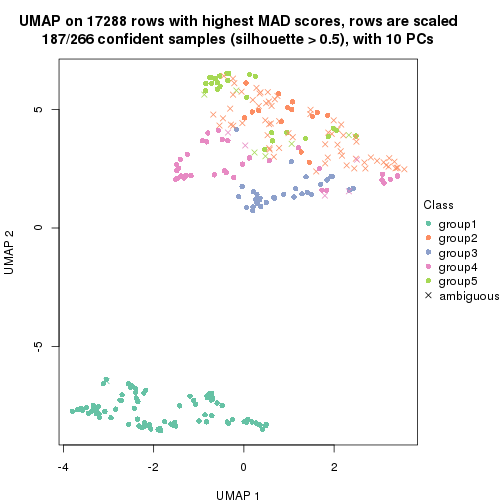 UMAP on 17288 rows with highest MAD scores, rows are scaled
187/266 confident samples (silhouette > 0.5), with 10 PCs
5
0
-5
UMAP 2
-4
-2
0
2
UMAP 1
Class
group1
group2
group3
group4
group5
ambiguous